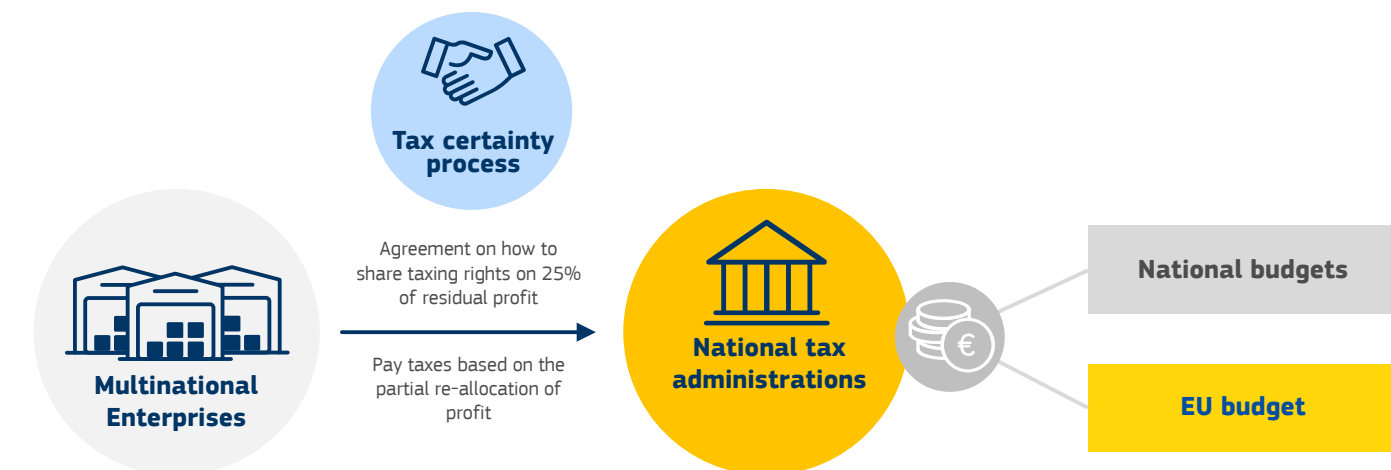 Tax certainty
process
Agreement on how to
share taxing rights on 25%
of residual profit
Pay taxes based on the
partial re-allocation of
profit
Multinational
Enterprises
National tax
administrations
€
National budgets
EU budget